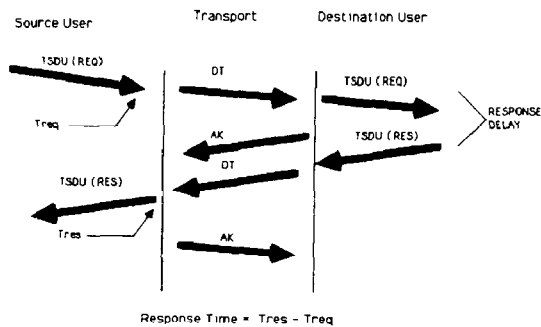 Source User
Transport
Destination User
TSDU (REQ)
DT
TSDU (REQ)
Treq
RESPONSE
DELAY
AK
TSDU (RES)
DT
TSDU (RES)
Tres
AK
Response Time = Tres - Treq